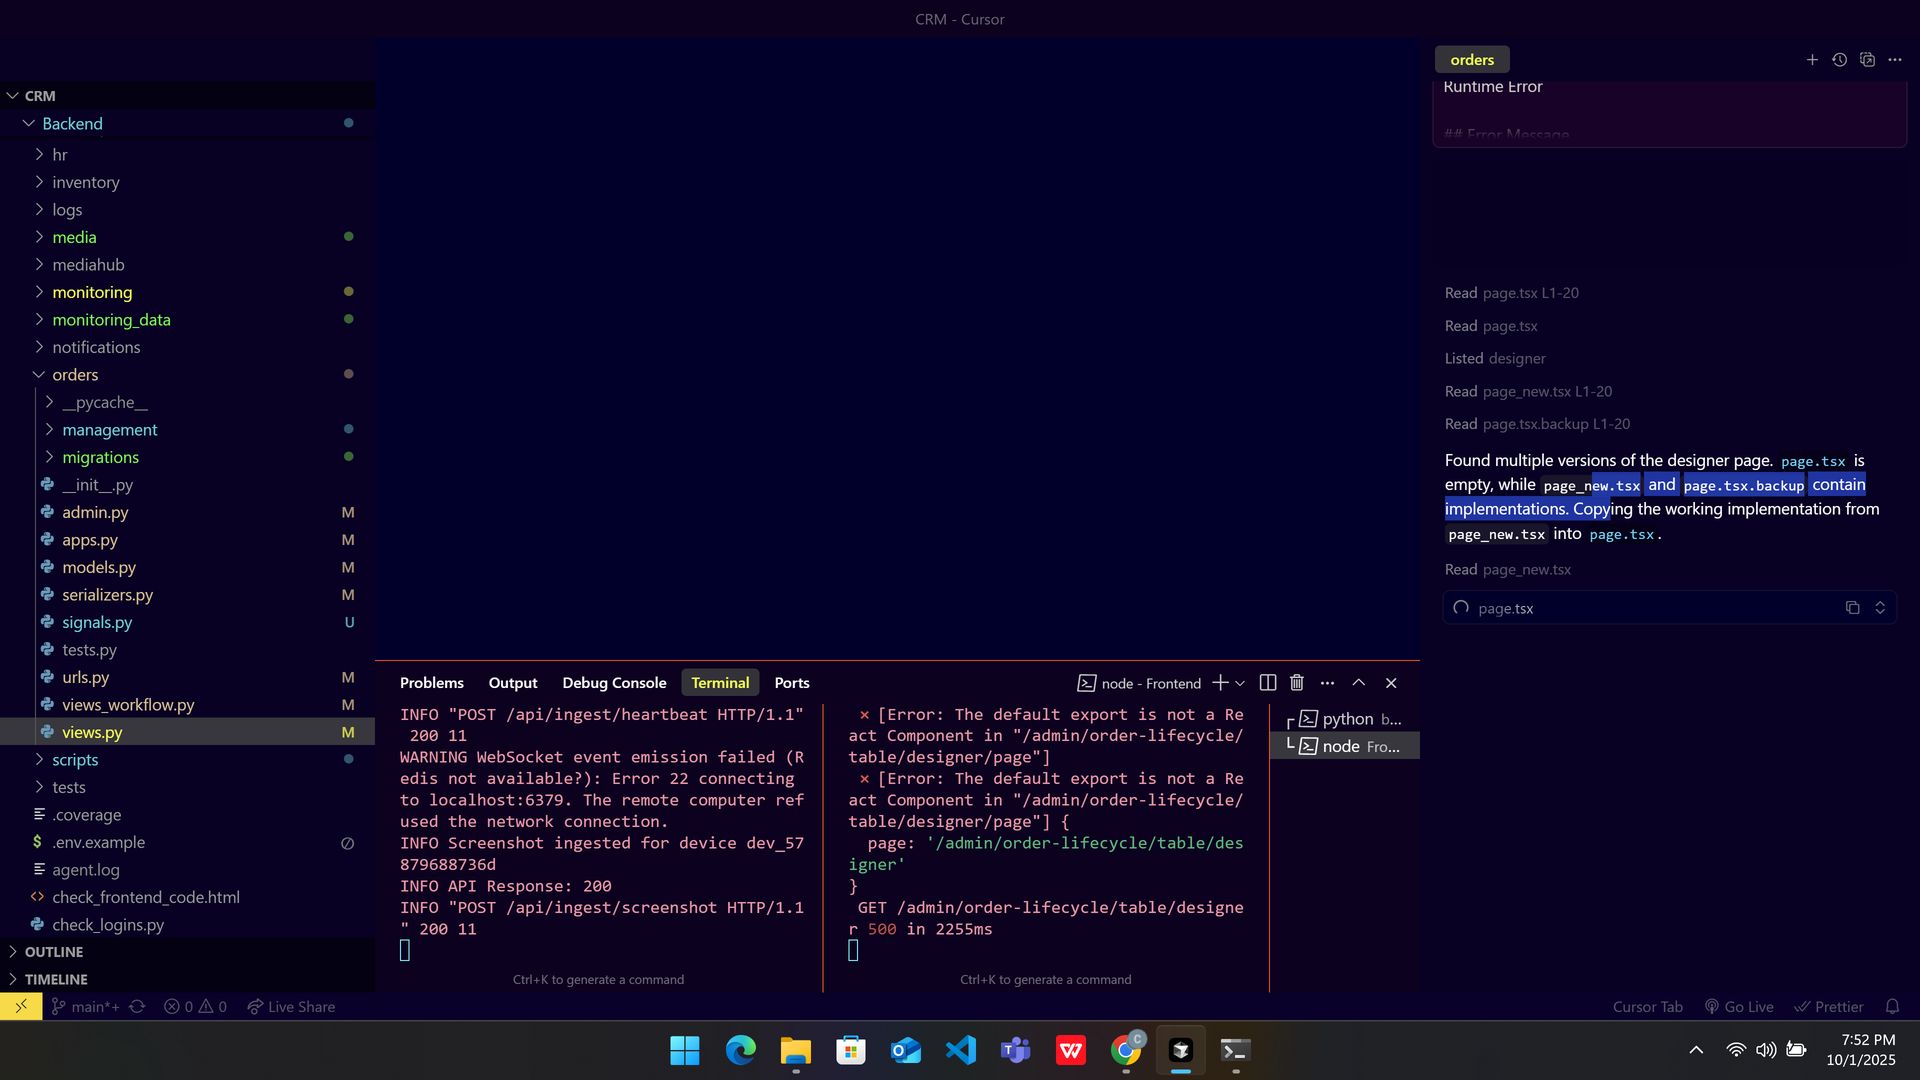 CRM - Cursor
CRM
Backend
hr
inventory
logs
media
mediahub
monitoring
monitoring_data
notifications
orders
__pycache__
management
migrations
__init__.py
admin.py M
apps.py M
models.py M
serializers.py M
signals.py U
tests.py
urls.py M
views_workflow.py M
views.py M
scripts
tests
.coverage
$ .env.example
agent.log
check_frontend_code.html
check_logins.py
OUTLINE
TIMELINE
Problems Output Debug Console Terminal Ports
node - Frontend
INFO "POST /api/ingest/heartbeat HTTP/1.1"
200 11
WARNING WebSocket event emission failed (R
edis not available?): Error 22 connecting
to localhost:6379. The remote computer ref
used the network connection.
INFO Screenshot ingested for device dev_57
879688736d
INFO API Response: 200
INFO "POST /api/ingest/screenshot HTTP/1.1
" 200 11
Ctrl+K to generate a command
× [Error: The default export is not a Re
act Component in "/admin/order-lifecycle/
table/designer/page"]
× [Error: The default export is not a Re
act Component in "/admin/order-lifecycle/
table/designer/page"] {
page: '/admin/order-lifecycle/table/des
igner'
}
GET /admin/order-lifecycle/table/designe
r 500 in 2255ms
Ctrl+K to generate a command
python b...
node Fro...
orders
Runtime Error
## Error Message
Read page.tsx L1-20
Read page.tsx
Listed designer
Read page_new.tsx L1-20
Read page.tsx.backup L1-20
Found multiple versions of the designer page. page.tsx is
empty, while page_new.tsx and page.tsx.backup contain
implementations. Copying the working implementation from
page_new.tsx into page.tsx.
Read page_new.tsx
page.tsx
main*+ 0 0 Live Share
Cursor Tab Go Live Prettier
7:52 PM
10/1/2025